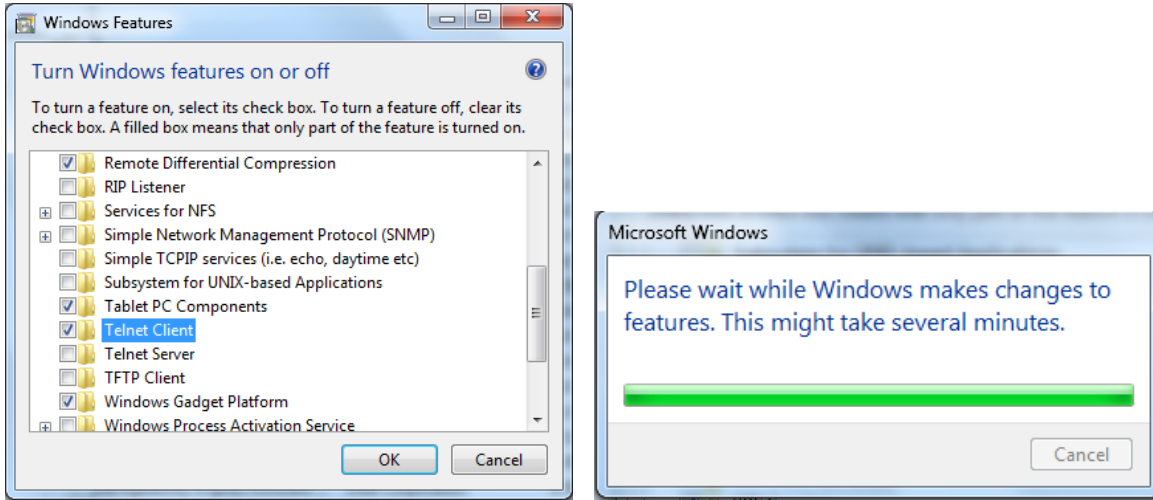 Windows Features
Turn Windows features on or off
To turn a feature on, select its check box. To turn a feature off, clear its
check box. A filled box means that only part of the feature is turned on.
Remote Differential Compression
RIP Listener
Services for NFS
Simple Network Management Protocol (SNMP)
Simple TCPIP services (i.e. echo, daytime etc)
Subsystem for UNIX-based Applications
Tablet PC Components
Telnet Client
Telnet Server
TFTP Client
Windows Gadget Platform
Windows Process Activation Service
OK
Cancel
Microsoft Windows
Please wait while Windows makes changes to
features. This might take several minutes.
Cancel